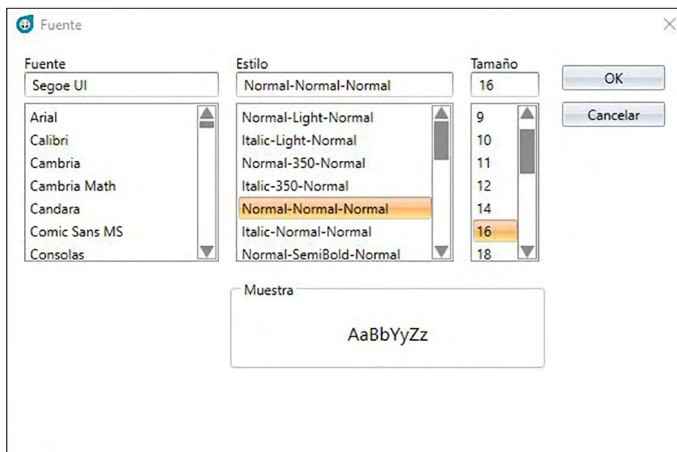 Fuente
Fuente
Segoe UI
Arial
Calibri
Cambria
Cambria Math
Candara
Comic Sans MS
Consolas
Estilo
Normal-Normal-Normal
Normal-Light-Normal
Italic-Light-Normal
Normal-350-Normal
Italic-350-Normal
Normal-Normal-Normal
Italic-Normal-Normal
Normal-SemiBold-Normal
Tamaño
16
9
10
11
12
14
16
18
OK
Cancelar
Muestra
AaBbYyZz